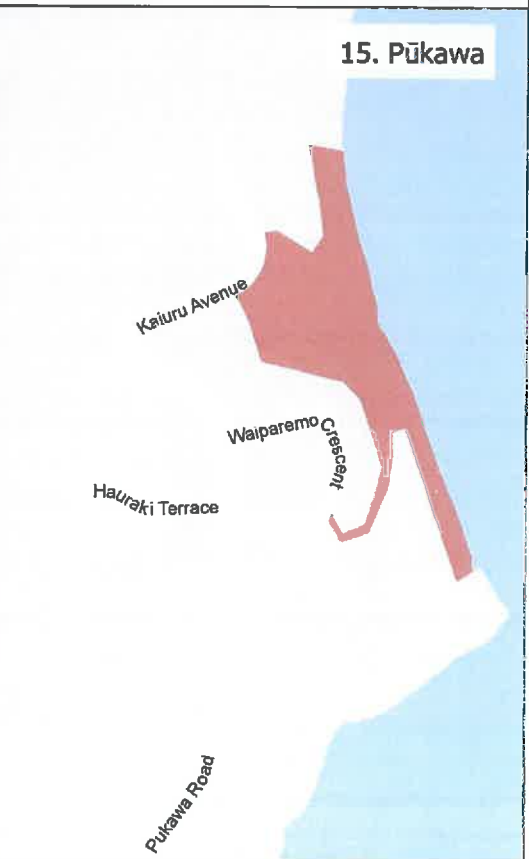 15. Pūkawa
Kaiuru Avenue
Waiparemo Crescent
Hauraki Terrace
Pukawa Road